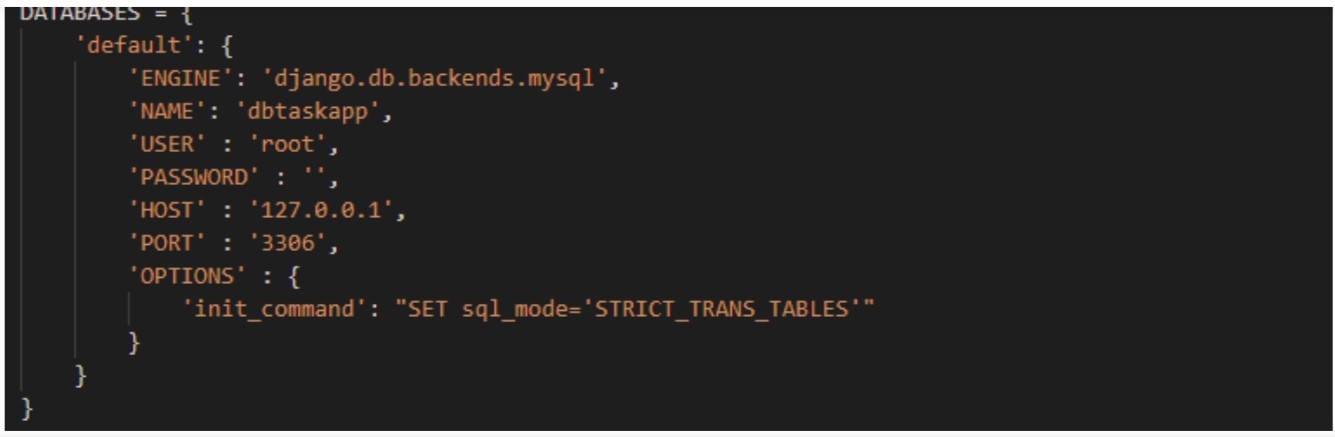 DATABASES = {
    'default': {
        'ENGINE': 'django.db.backends.mysql',
        'NAME': 'dbtaskapp',
        'USER' : 'root',
        'PASSWORD' : '',
        'HOST' : '127.0.0.1',
        'PORT' : '3306',
        'OPTIONS' : {
            'init_command': "SET sql_mode='STRICT_TRANS_TABLES'"
        }
    }
}